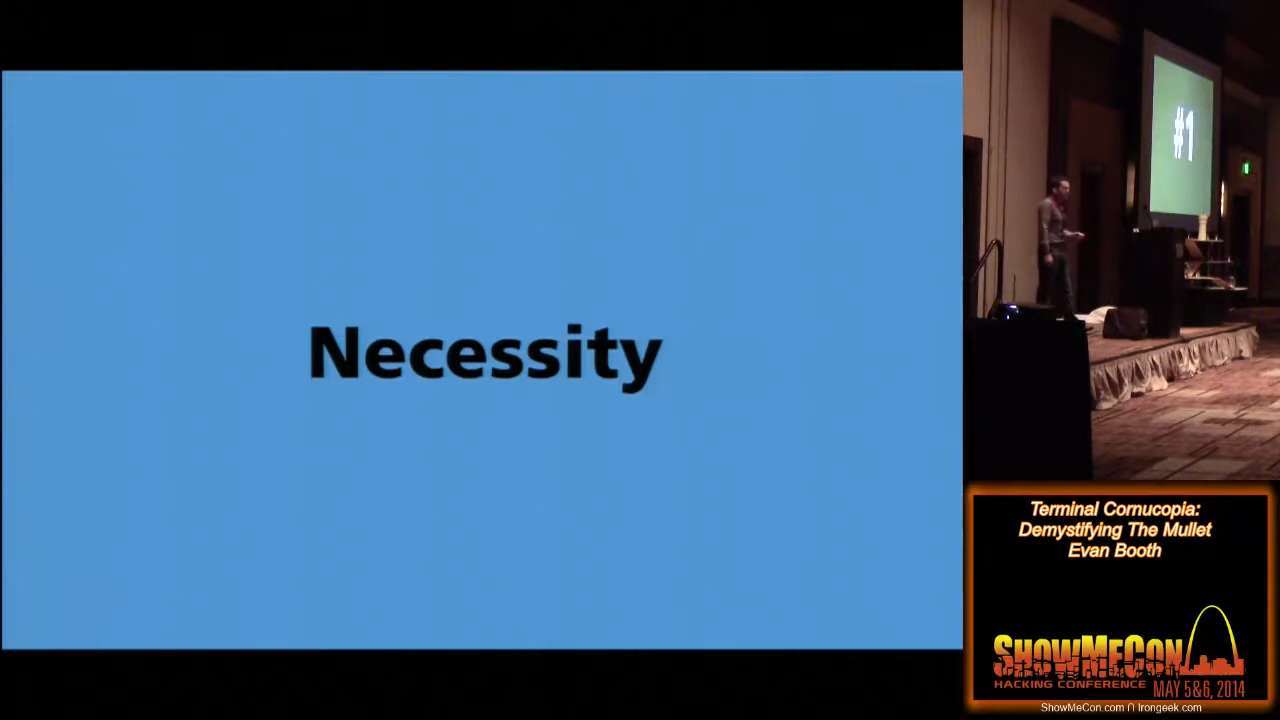 Necessity
#1
Terminal Cornucopia:
Demystifying The Mullet
Evan Booth
SHOWMECON
HACKING CONFERENCE
MAY 5&6, 2014
ShowMeCon.com ∩ Irongeek.com